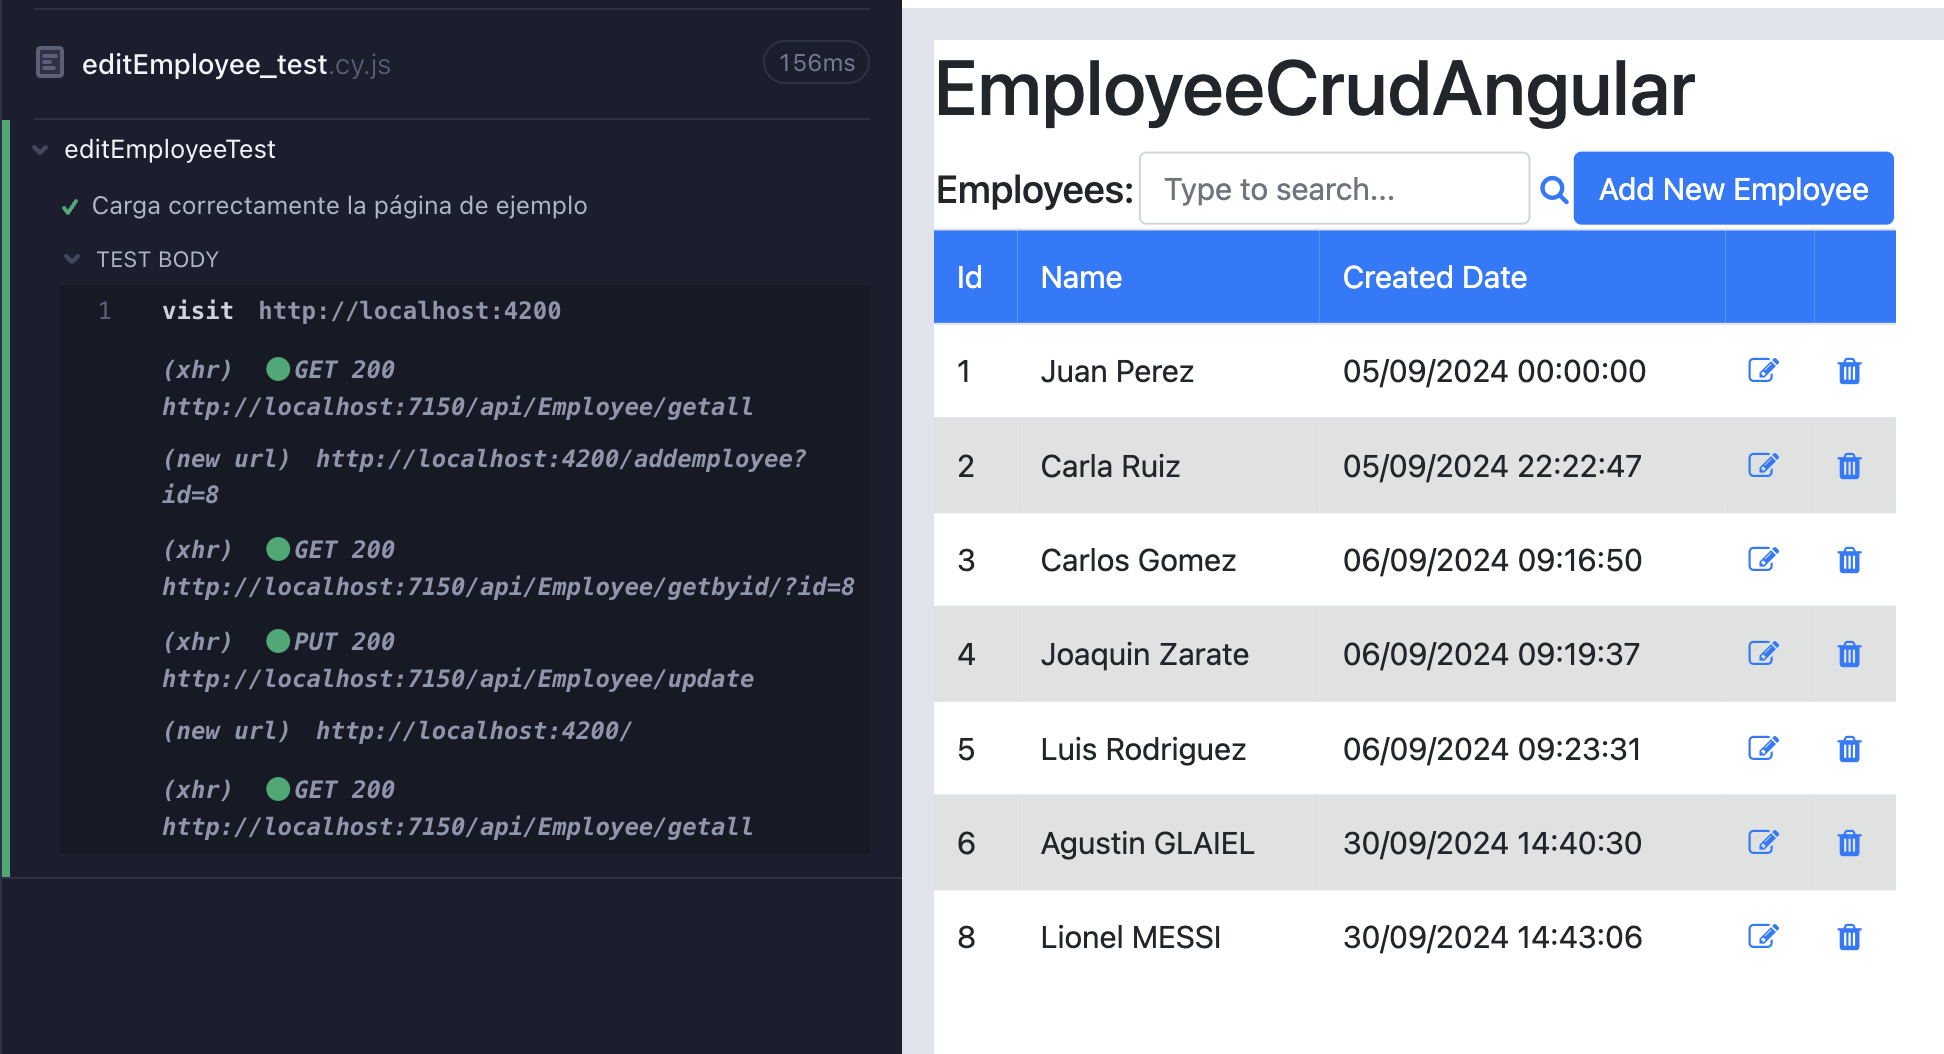 editEmployee_test.cy.js
156ms
editEmployeeTest
Carga correctamente la página de ejemplo
TEST BODY
1 visit http://localhost:4200
(xhr) GET 200
http://localhost:7150/api/Employee/getall
(new url) http://localhost:4200/addemployee?
id=8
(xhr) GET 200
http://localhost:7150/api/Employee/getbyid/?id=8
(xhr) PUT 200
http://localhost:7150/api/Employee/update
(new url) http://localhost:4200/
(xhr) GET 200
http://localhost:7150/api/Employee/getall
EmployeeCrudAngular
Employees: Type to search... Add New Employee
Id Name Created Date
1 Juan Perez 05/09/2024 00:00:00
2 Carla Ruiz 05/09/2024 22:22:47
3 Carlos Gomez 06/09/2024 09:16:50
4 Joaquin Zarate 06/09/2024 09:19:37
5 Luis Rodriguez 06/09/2024 09:23:31
6 Agustin GLAIEL 30/09/2024 14:40:30
8 Lionel MESSI 30/09/2024 14:43:06